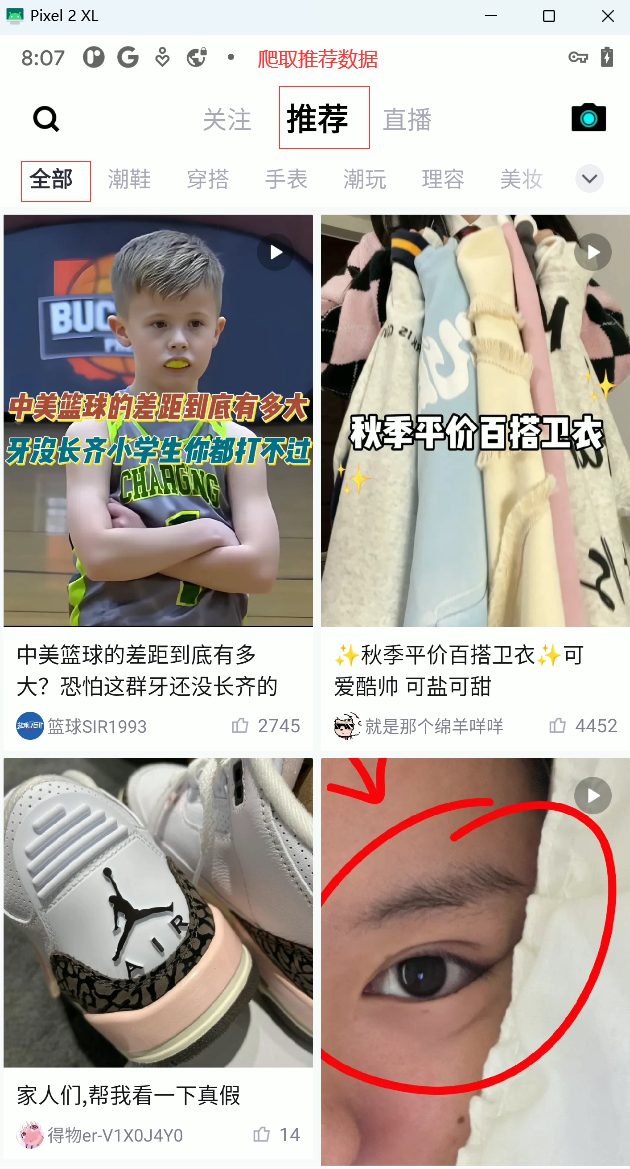 Pixel 2 XL
8:07
爬取推荐数据
关注 推荐 直播
全部 潮鞋 穿搭 手表 潮玩 理容 美妆
BUC
中美篮球的差距到底有多大
牙没长齐小学生你都打不过
CHARGNG
秋季平价百搭卫衣
中美篮球的差距到底有多
大？恐怕这群牙还没长齐的
篮球SIR1993 2745
✨秋季平价百搭卫衣✨可
爱酷帅 可盐可甜
就是那个绵羊咩咩 4452
AIR
家人们,帮我看一下真假
得物er-V1X0J4Y0 14